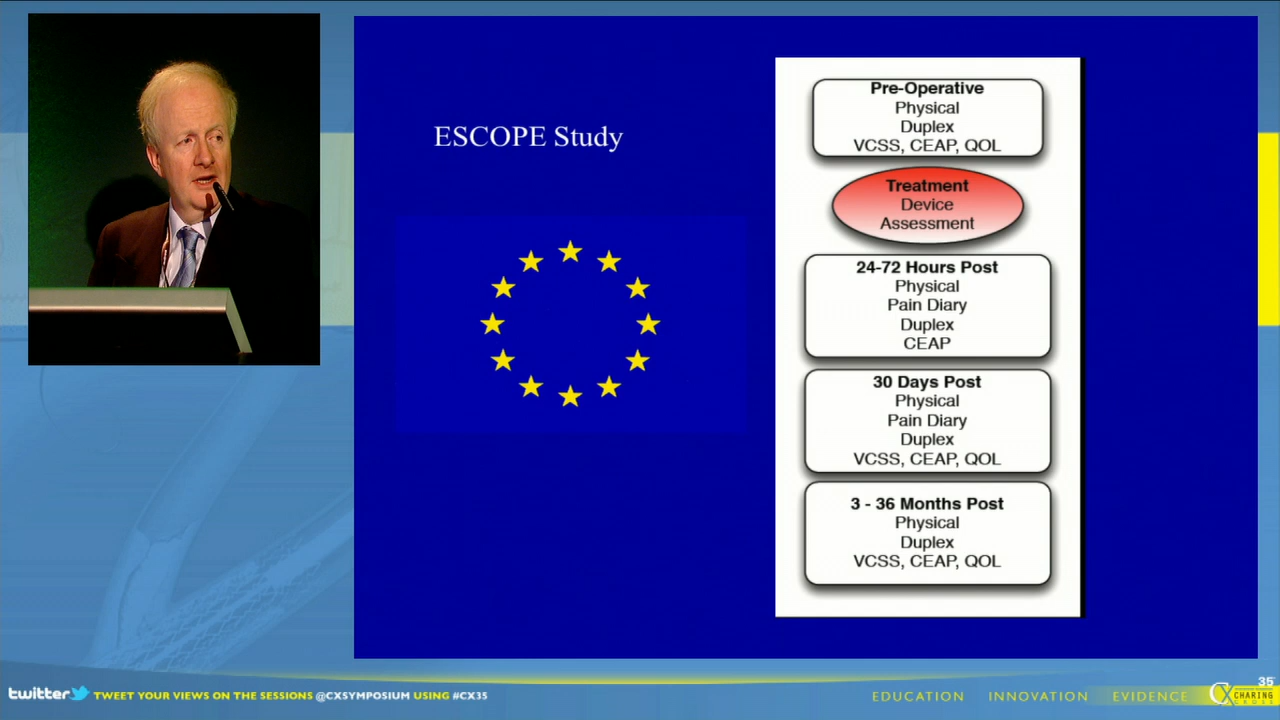 ESCOPE Study
Pre-Operative
Physical
Duplex
VCSS, CEAP, QOL
Treatment
Device
Assessment
24-72 Hours Post
Physical
Pain Diary
Duplex
CEAP
30 Days Post
Physical
Pain Diary
Duplex
VCSS, CEAP, QOL
3 - 36 Months Post
Physical
Duplex
VCSS, CEAP, QOL
twitter TWEET YOUR VIEWS ON THE SESSIONS @CXSYMPOSIUM USING #CX35
EDUCATION INNOVATION EVIDENCE
35
CX CHARING
CROSS